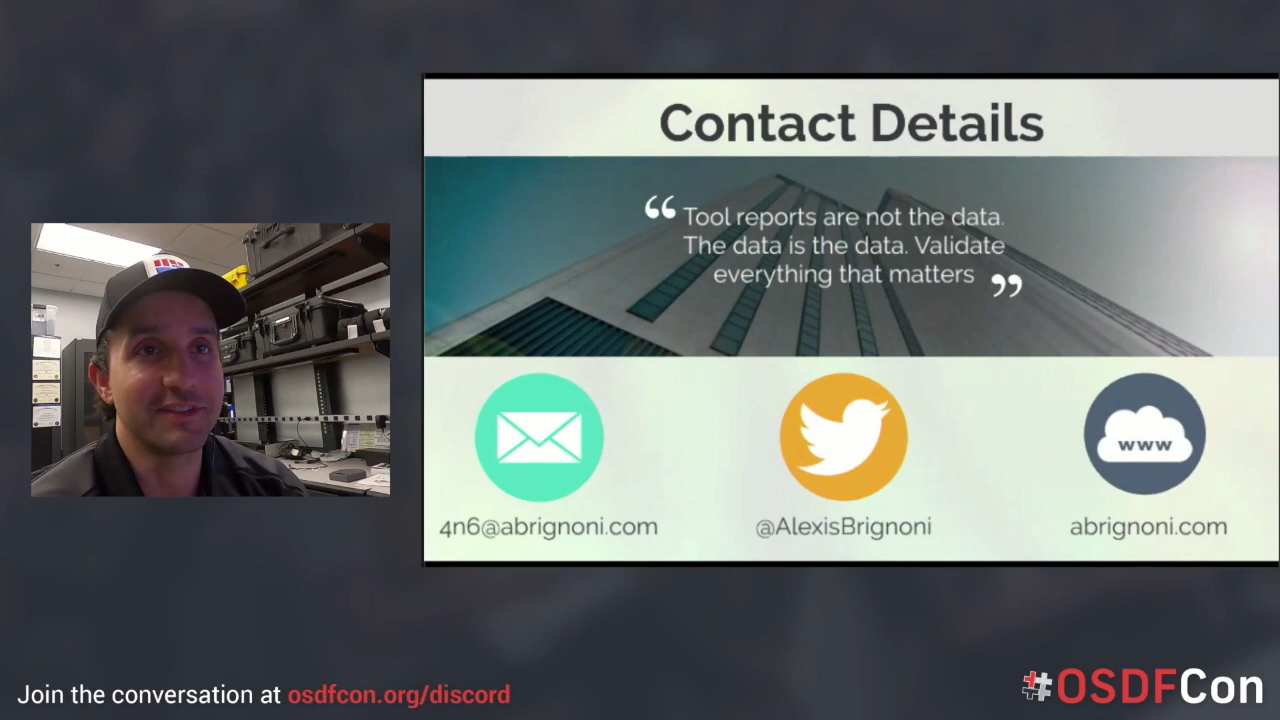 Contact Details
“ Tool reports are not the data.
The data is the data. Validate
everything that matters ”
www
4n6@abrignoni.com
@AlexisBrignoni
abrignoni.com
Join the conversation at osdfcon.org/discord
#OSDFCon